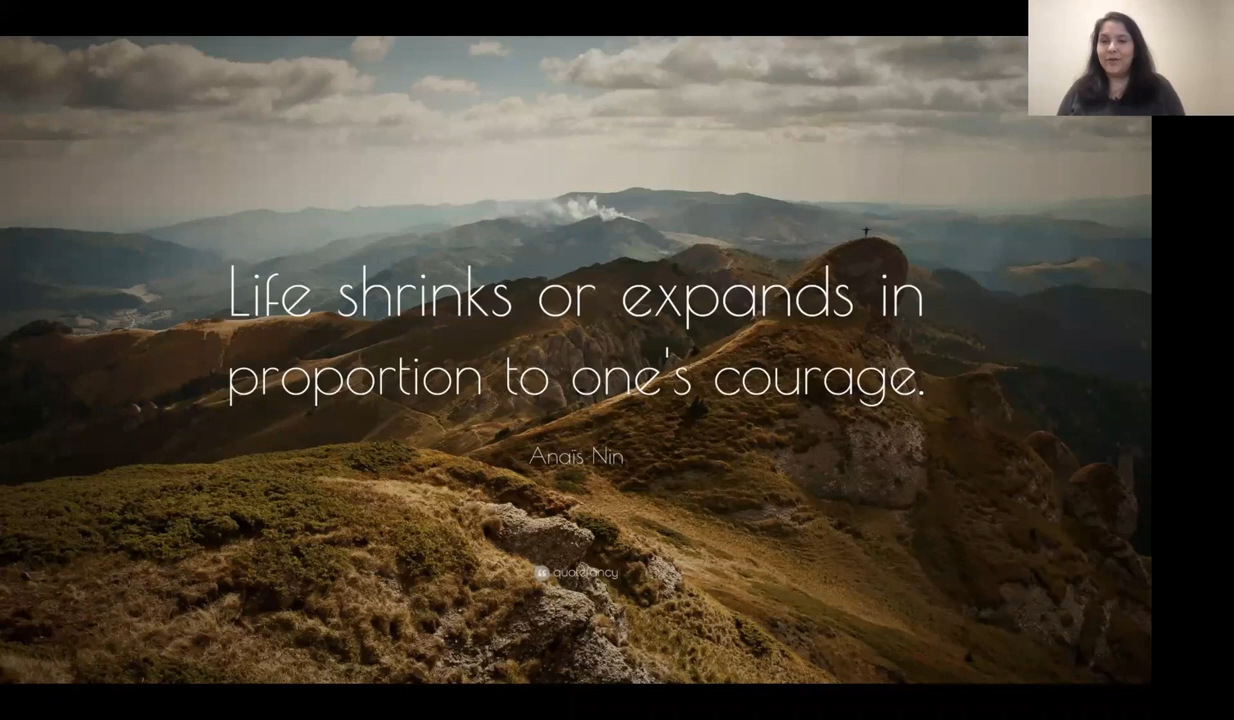 Life shrinks or expands in
proportion to one's courage.
Anaïs Nin
quotefancy